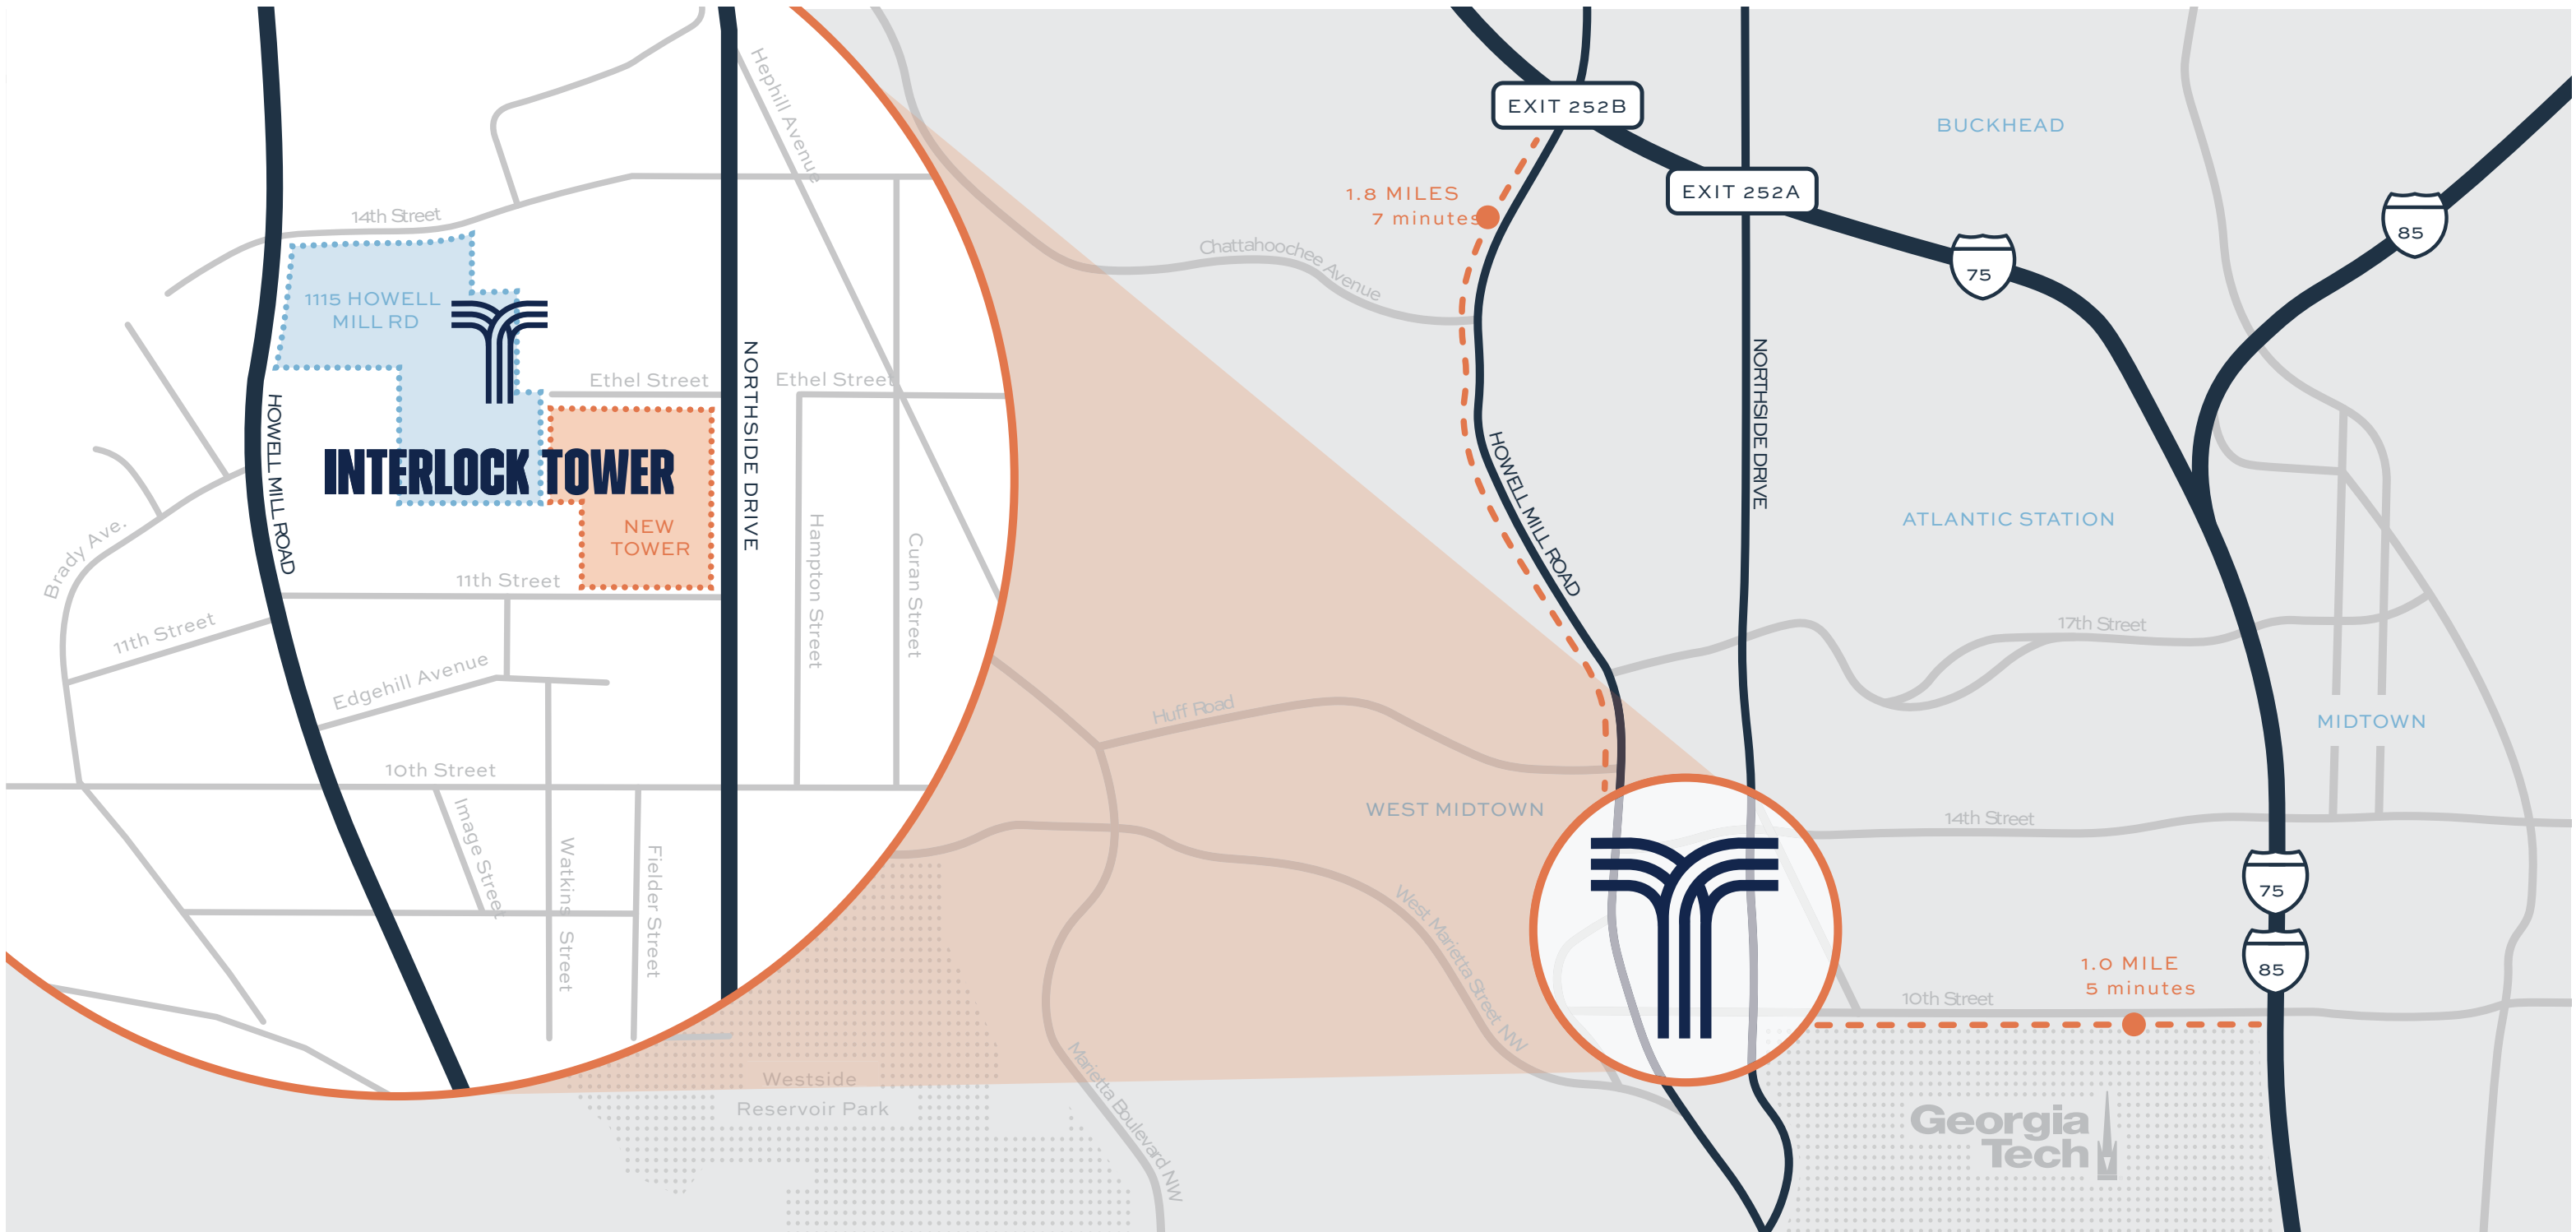 Hephill Avenue
14th Street
1115 HOWELL
MILL RD
Ethel Street
Ethel Street
NORTHSIDE DRIVE
HOWELL MILL ROAD
INTERLOCK TOWER
NEW
TOWER
Hampton Street
Curan Street
Brady Ave.
11th Street
11th Street
Edgehill Avenue
10th Street
Image Street
Watkins Street
Fielder Street
EXIT 252B
EXIT 252A
BUCKHEAD
1.8 MILES
7 minutes
85
75
Chattahoochee Avenue
HOWELL MILL ROAD
NORTHSIDE DRIVE
ATLANTIC STATION
17th Street
Huff Road
MIDTOWN
WEST MIDTOWN
14th Street
75
85
West Marietta Street NW
1.0 MILE
5 minutes
10th Street
Marietta Boulevard NW
Westside
Reservoir Park
Georgia
Tech